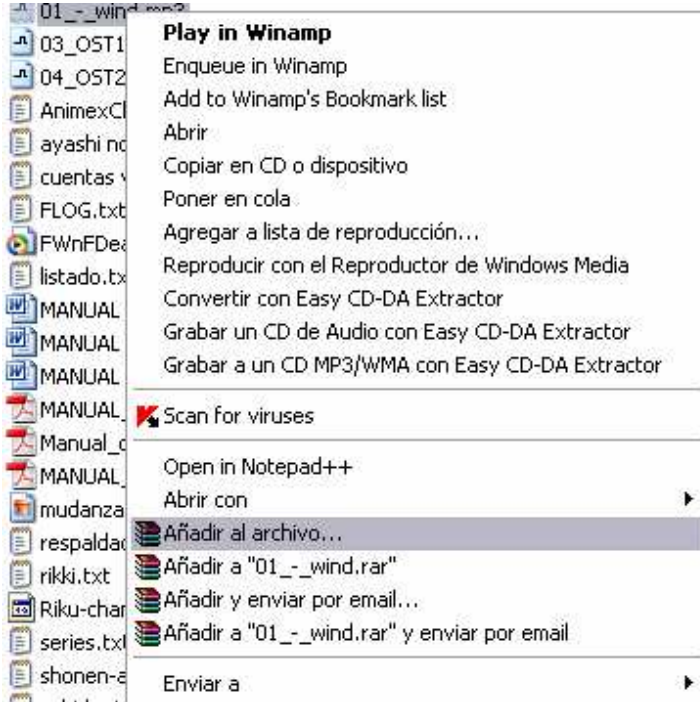 01_-_wind.mp3
03_OST1
04_OST2
AnimexCl
ayashi no
cuentas
FLOG.txt
FWnFDea
listado.tx
MANUAL
MANUAL
MANUAL
MANUAL_
Manual_
MANUAL_
mudanza
respaldad
rikki.txt
Riku-char
series.txt
shonen-a
Play in Winamp
Enqueue in Winamp
Add to Winamp's Bookmark list
Abrir
Copiar en CD o dispositivo
Poner en cola
Agregar a lista de reproducción...
Reproducir con el Reproductor de Windows Media
Convertir con Easy CD-DA Extractor
Grabar un CD de Audio con Easy CD-DA Extractor
Grabar a un CD MP3/WMA con Easy CD-DA Extractor
Scan for viruses
Open in Notepad++
Abrir con
Añadir al archivo...
Añadir a "01_-_wind.rar"
Añadir y enviar por email...
Añadir a "01_-_wind.rar" y enviar por email
Enviar a